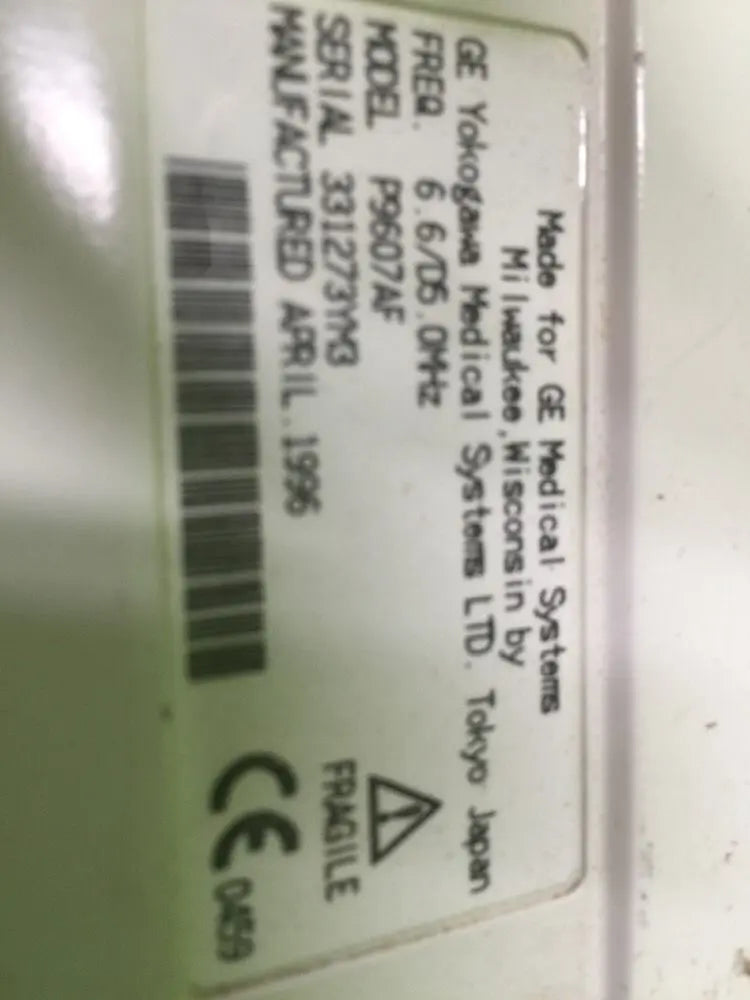 Made for GE Medical Systems
Milwaukee,Wisconsin by
GE Yokogawa Medical Systems LTD. Tokyo Japan
FREQ. 6.6/D5.0MHz
MODEL P9607AF
SERIAL 331273YM3
MANUFACTURED APRIL.1996
FRAGILE
CE 0459